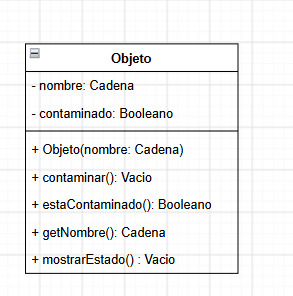 Objeto
- nombre: Cadena
- contaminado: Booleano
+ Objeto(nombre: Cadena)
+ contaminar(): Vacio
+ estaContaminado(): Booleano
+ getNombre(): Cadena
+ mostrarEstado() : Vacio